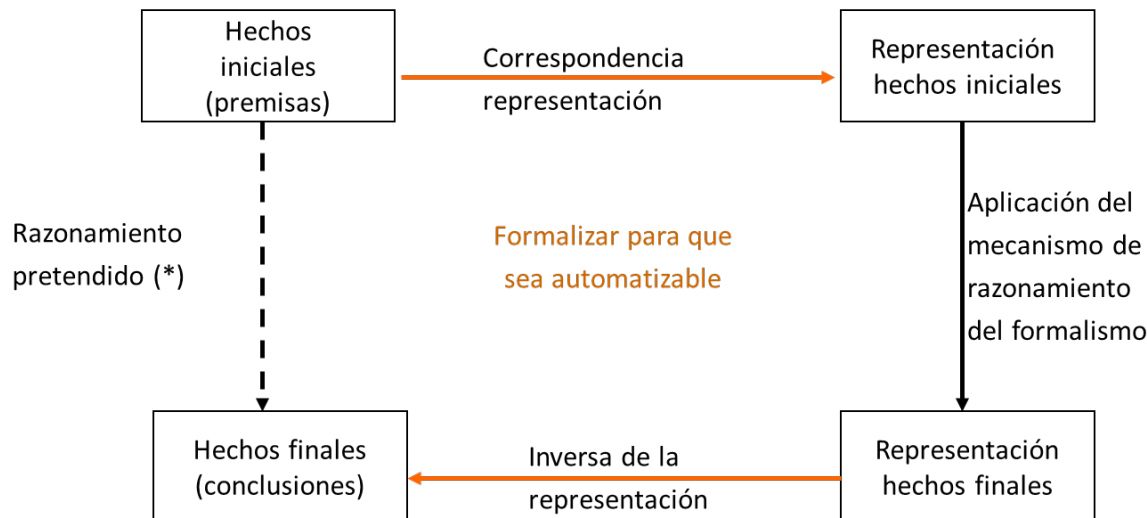 Hechos
iniciales
(premisas)
Correspondencia
representación
Representación
hechos iniciales
Razonamiento
pretendido (*)
Formalizar para que
sea automatizable
Aplicación del
mecanismo de
razonamiento
del formalismo
Hechos finales
(conclusiones)
Inversa de la
representación
Representación
hechos finales